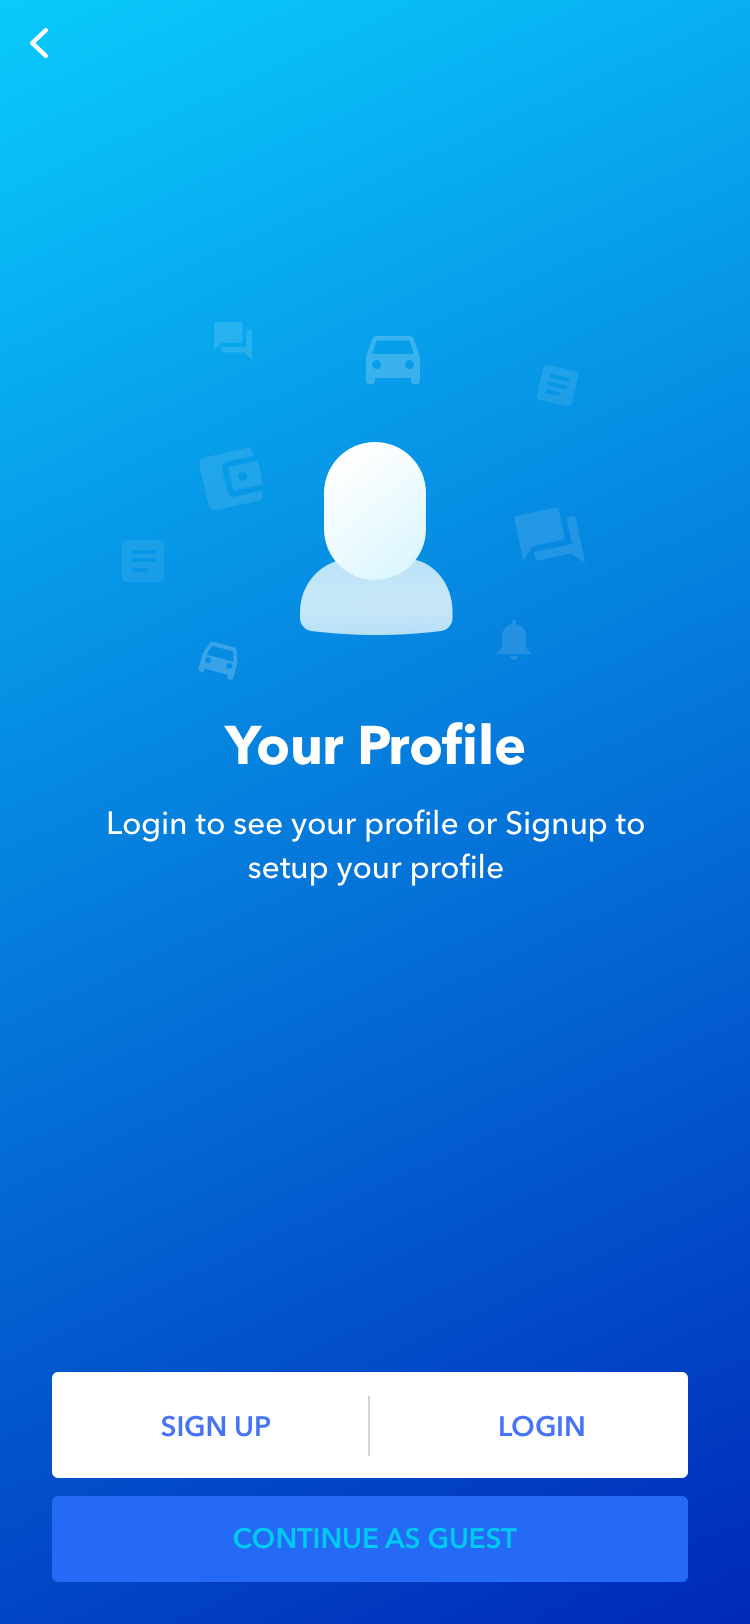 Your Profile
Login to see your profile or Signup to
setup your profile
SIGN UP
LOGIN
CONTINUE AS GUEST